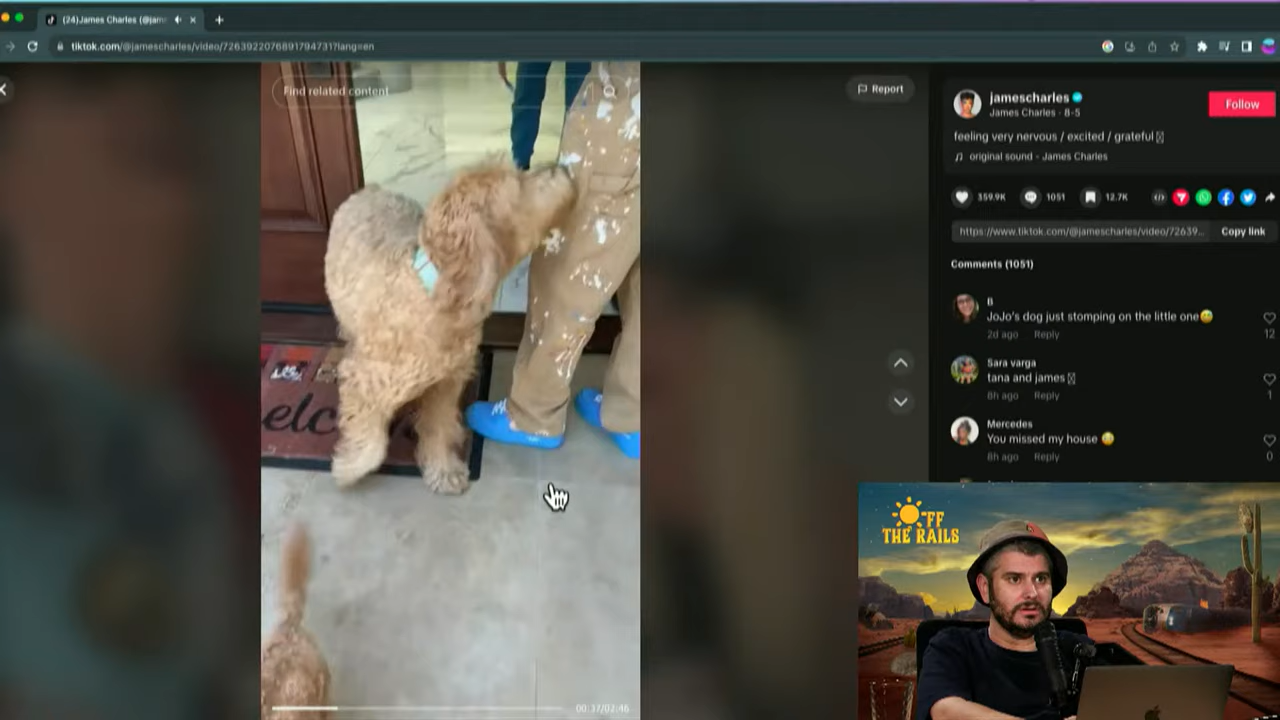 (24)James Charles (@jam
tiktok.com/@jamescharles/video/7263922076891794731?lang=en
Find related content
Report
jamescharles
James Charles · 8-5
Follow
feeling very nervous / excited / grateful
original sound - James Charles
359.9K
1051
12.7K
https://www.tiktok.com/@jamescharles/video/72639...
Copy link
Comments (1051)
B
JoJo's dog just stomping on the little one😅
2d ago Reply
12
Sara varga
tana and james
8h ago Reply
1
Mercedes
You missed my house 😅
8h ago Reply
0
elc
00:37/02:46
OFF
THE RAILS